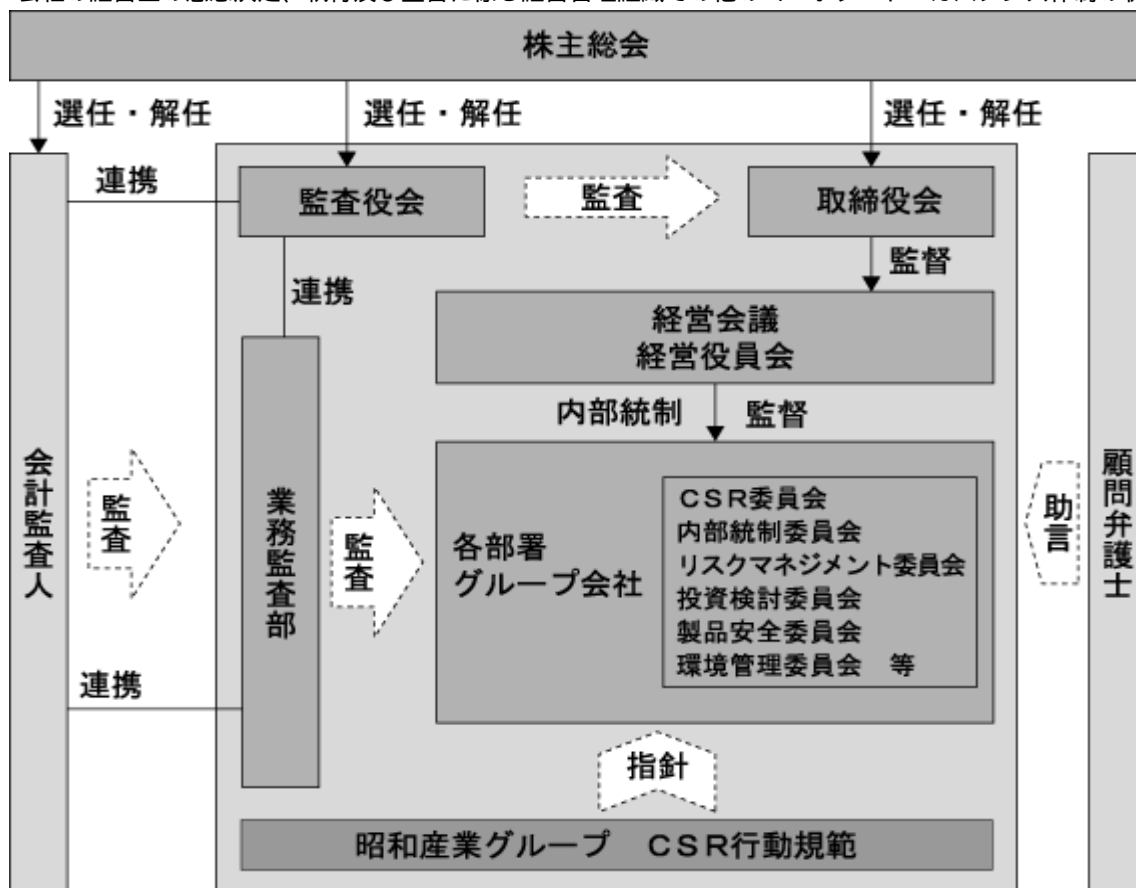 株主総会
選任・解任
選任・解任
選任・解任
連携
監査役会
監査
取締役会
監督
連携
経営会議
経営役員会
内部統制
監督
会計監査人
監査
業務監査部
監査
各部署
グループ会社
CSR委員会
内部統制委員会
リスクマネジメント委員会
投資検討委員会
製品安全委員会
環境管理委員会 等
助言
顧問弁護士
連携
指針
昭和産業グループ CSR行動規範